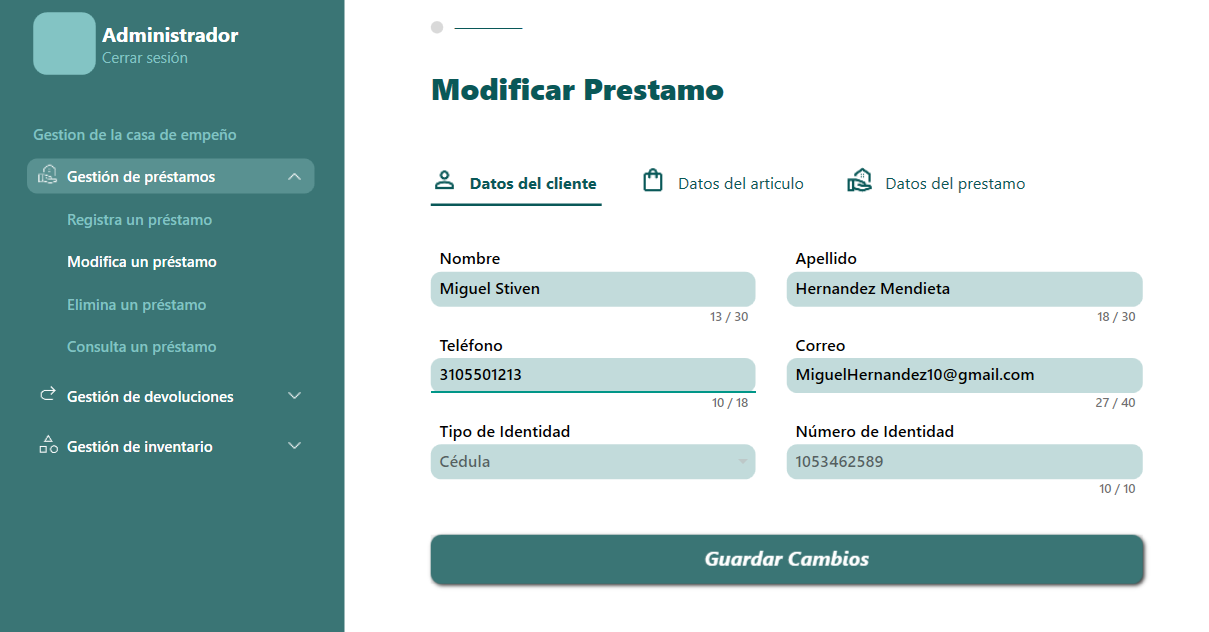 Administrador
Cerrar sesión
Gestion de la casa de empeño
Gestión de préstamos
Registra un préstamo
Modifica un préstamo
Elimina un préstamo
Consulta un préstamo
Gestión de devoluciones
Gestión de inventario
Modificar Prestamo
Datos del cliente Datos del articulo Datos del prestamo
Nombre Apellido
Miguel Stiven Hernandez Mendieta
13 / 30 18 / 30
Teléfono Correo
3105501213 MiguelHernandez10@gmail.com
10 / 18 27 / 40
Tipo de Identidad Número de Identidad
Cédula 1053462589
10 / 10
Guardar Cambios